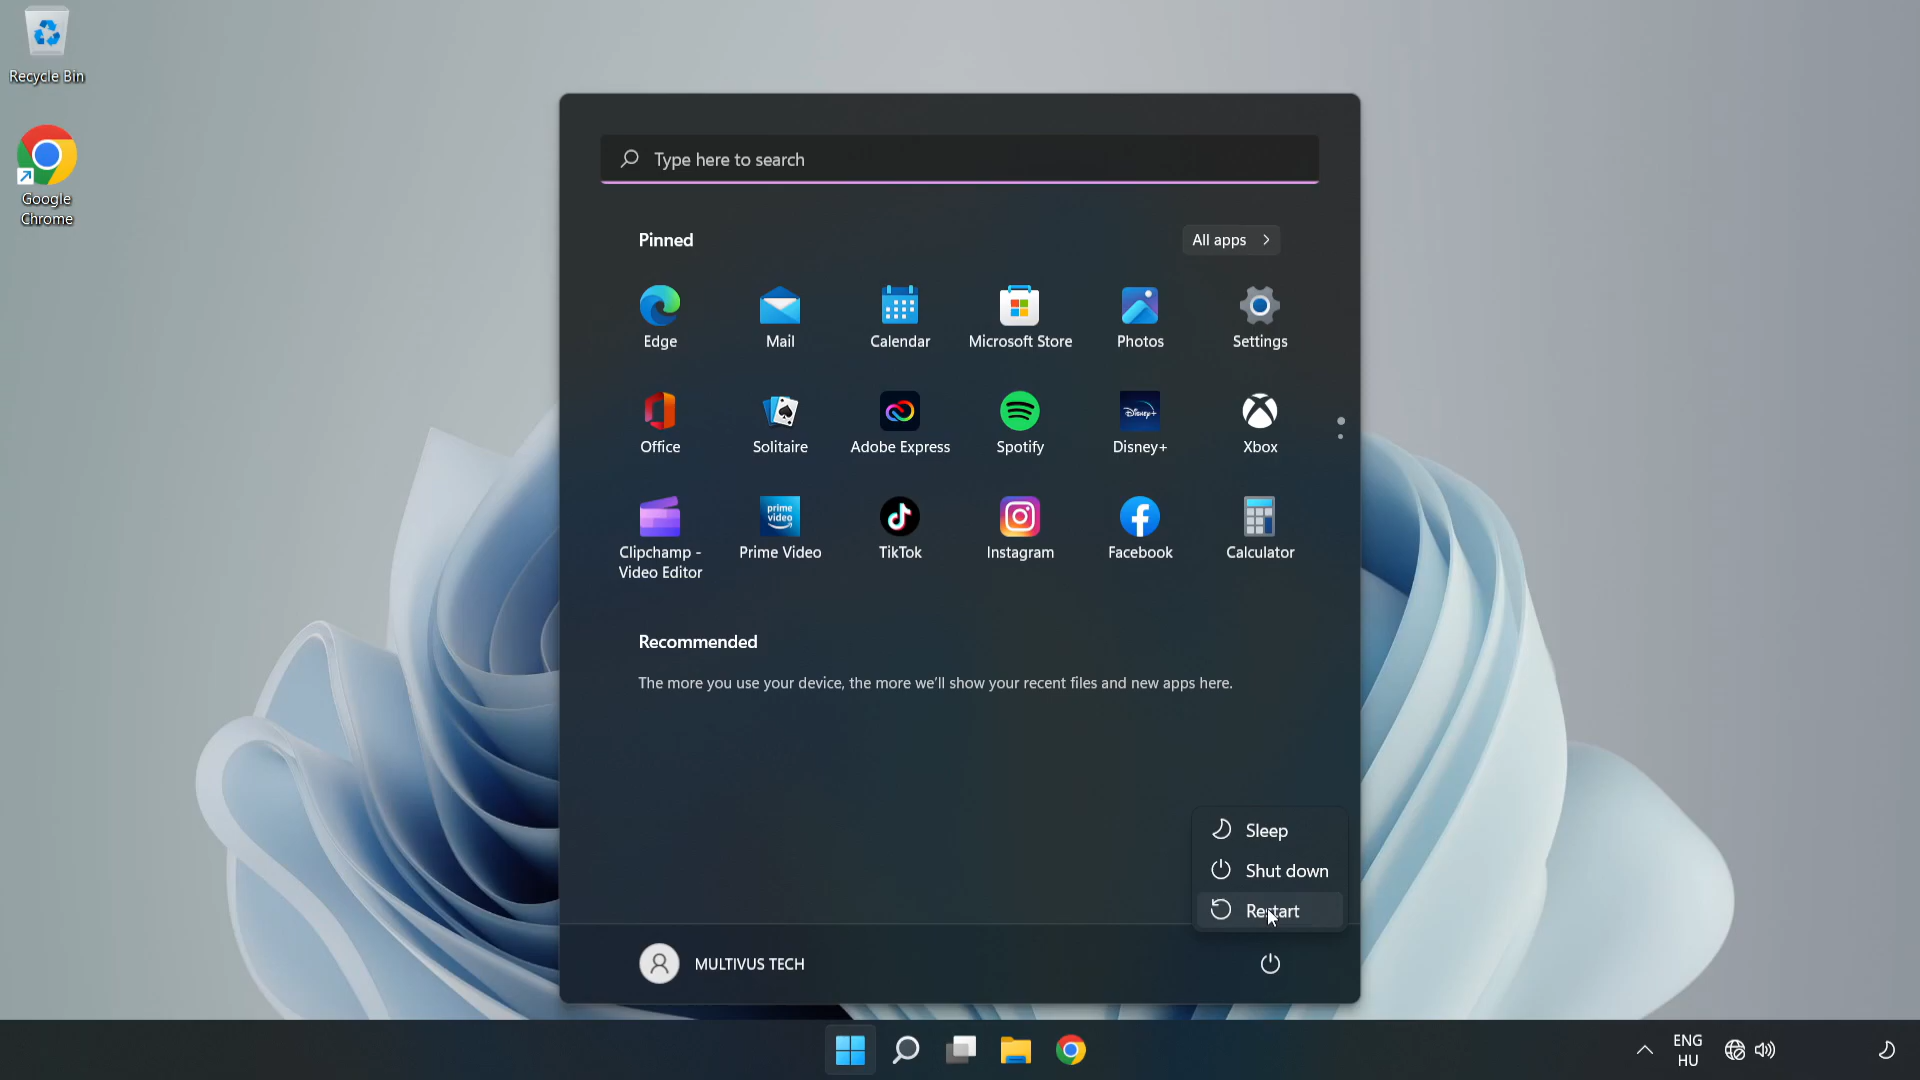 Recycle Bin
Google
Chrome
Type here to search
Pinned
All apps
Edge
Mail
Calendar
Microsoft Store
Photos
Settings
Office
Solitaire
Adobe Express
Disney+
Spotify
Disney+
Xbox
prime
video
Clipchamp -
Video Editor
Prime Video
TikTok
Instagram
Facebook
Calculator
Recommended
The more you use your device, the more we'll show your recent files and new apps here.
Sleep
Shut down
Restart
MULTIVUS TECH
ENG
HU